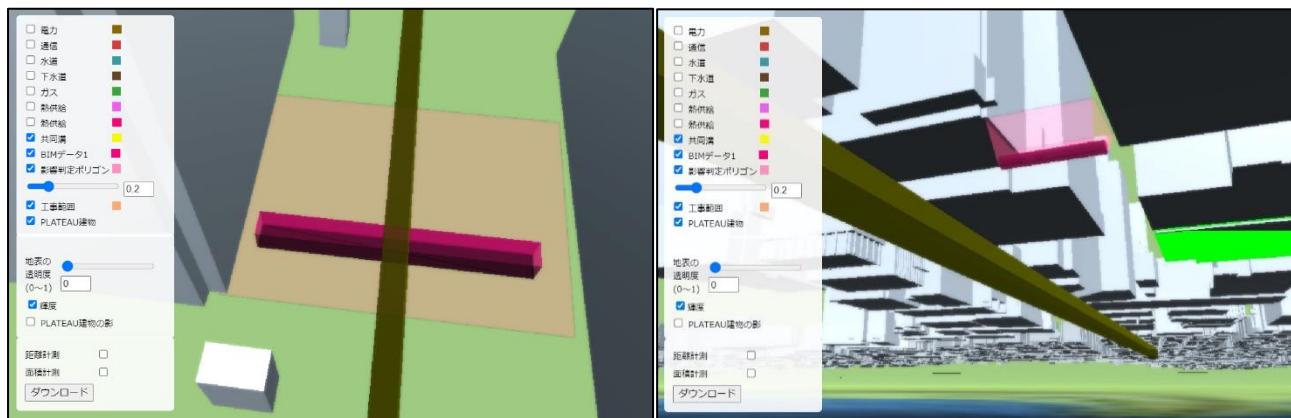 電力
通信
水道
下水道
ガス
熱供給
熱供給
共同溝
BIMデータ1
影響判定ポリゴン
0.2
工事範囲
PLATEAU建物
地表の
透明度
(0～1)
0
輝度
PLATEAU建物の影
距離計測
面積計測
ダウンロード
電力
通信
水道
下水道
ガス
熱供給
熱供給
共同溝
BIMデータ1
影響判定ポリゴン
0.2
工事範囲
PLATEAU建物
地表の
透明度
(0～1)
0
輝度
PLATEAU建物の影
距離計測
面積計測
ダウンロード